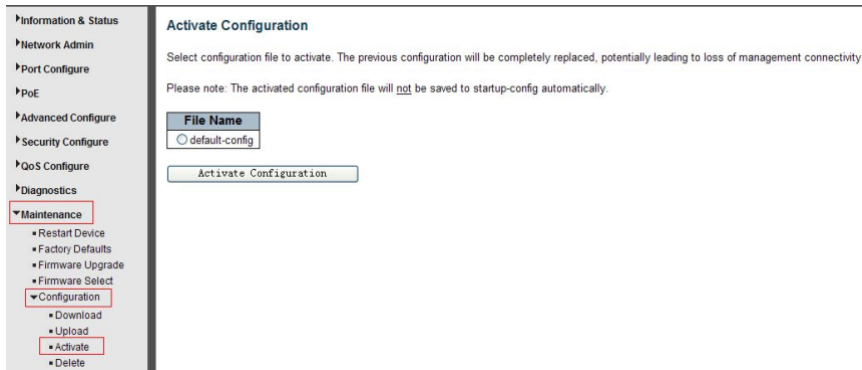 Information & Status
Network Admin
Port Configure
PoE
Advanced Configure
Security Configure
QoS Configure
Diagnostics
Maintenance
Restart Device
Factory Defaults
Firmware Upgrade
Firmware Select
Configuration
Download
Upload
Activate
Delete
Activate Configuration
Select configuration file to activate. The previous configuration will be completely replaced, potentially leading to loss of management connectivity
Please note: The activated configuration file will not be saved to startup-config automatically.
File Name
default-config
Activate Configuration